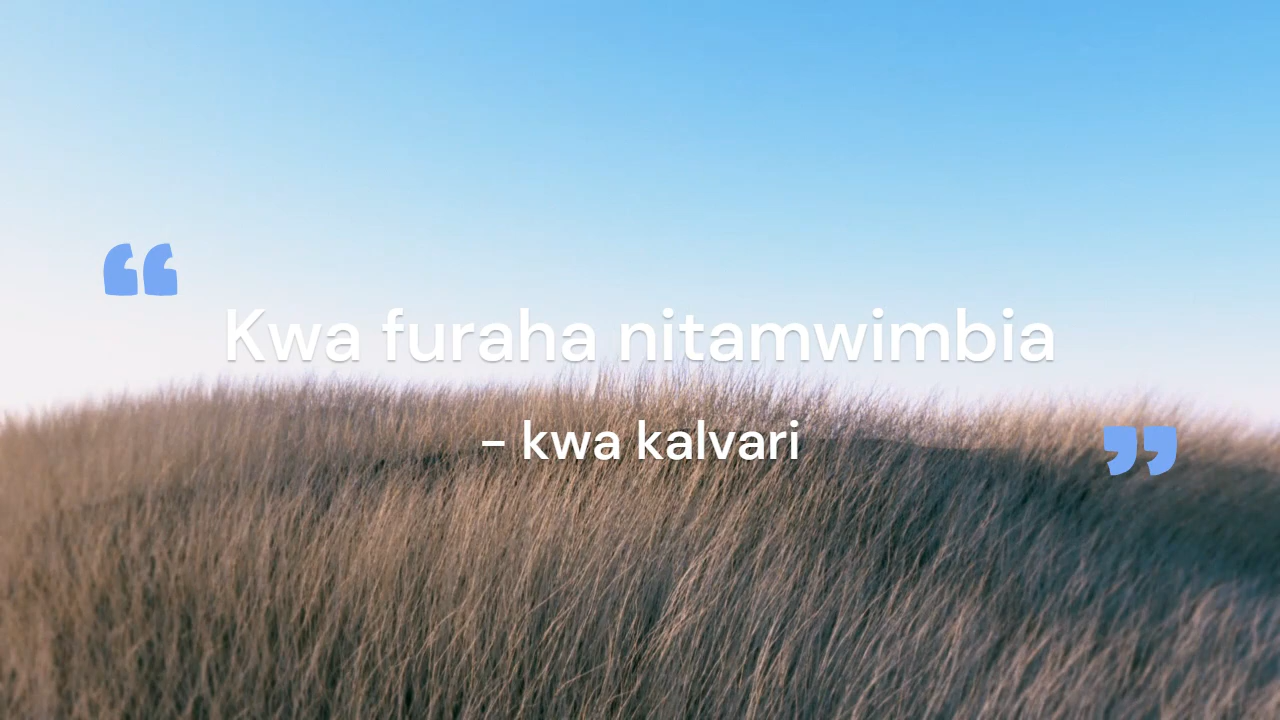 “
Kwa furaha nitamwimbia
– kwa kalvari
”